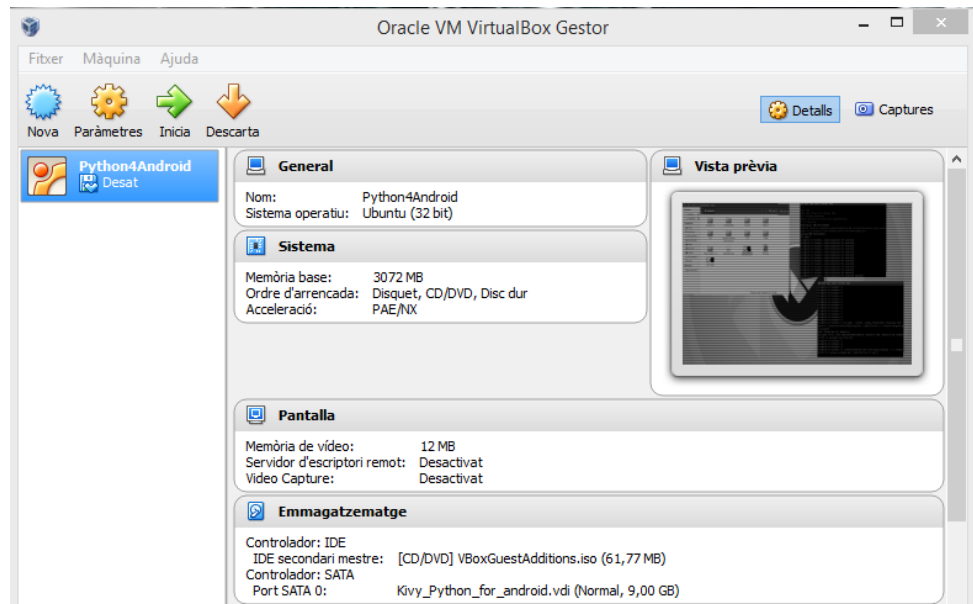 Oracle VM VirtualBox Gestor
Fitxer Màquina Ajuda
Nova Paràmetres Inicia Descarta
Detalls Captures
Python4Android
Desat
General
Nom: Python4Android
Sistema operatiu: Ubuntu (32 bit)
Vista prèvia
Sistema
Memòria base: 3072 MB
Ordre d'arrencada: Disquet, CD/DVD, Disc dur
Acceleració: PAE/NX
Pantalla
Memòria de vídeo: 12 MB
Servidor d'escriptori remot: Desactivat
Video Capture: Desactivat
Emmagatzematge
Controlador: IDE
IDE secondari mestre: [CD/DVD] VBoxGuestAdditions.iso (61,77 MB)
Controlador: SATA
Port SATA 0: Kivy_Python_for_android.vdi (Normal, 9,00 GB)